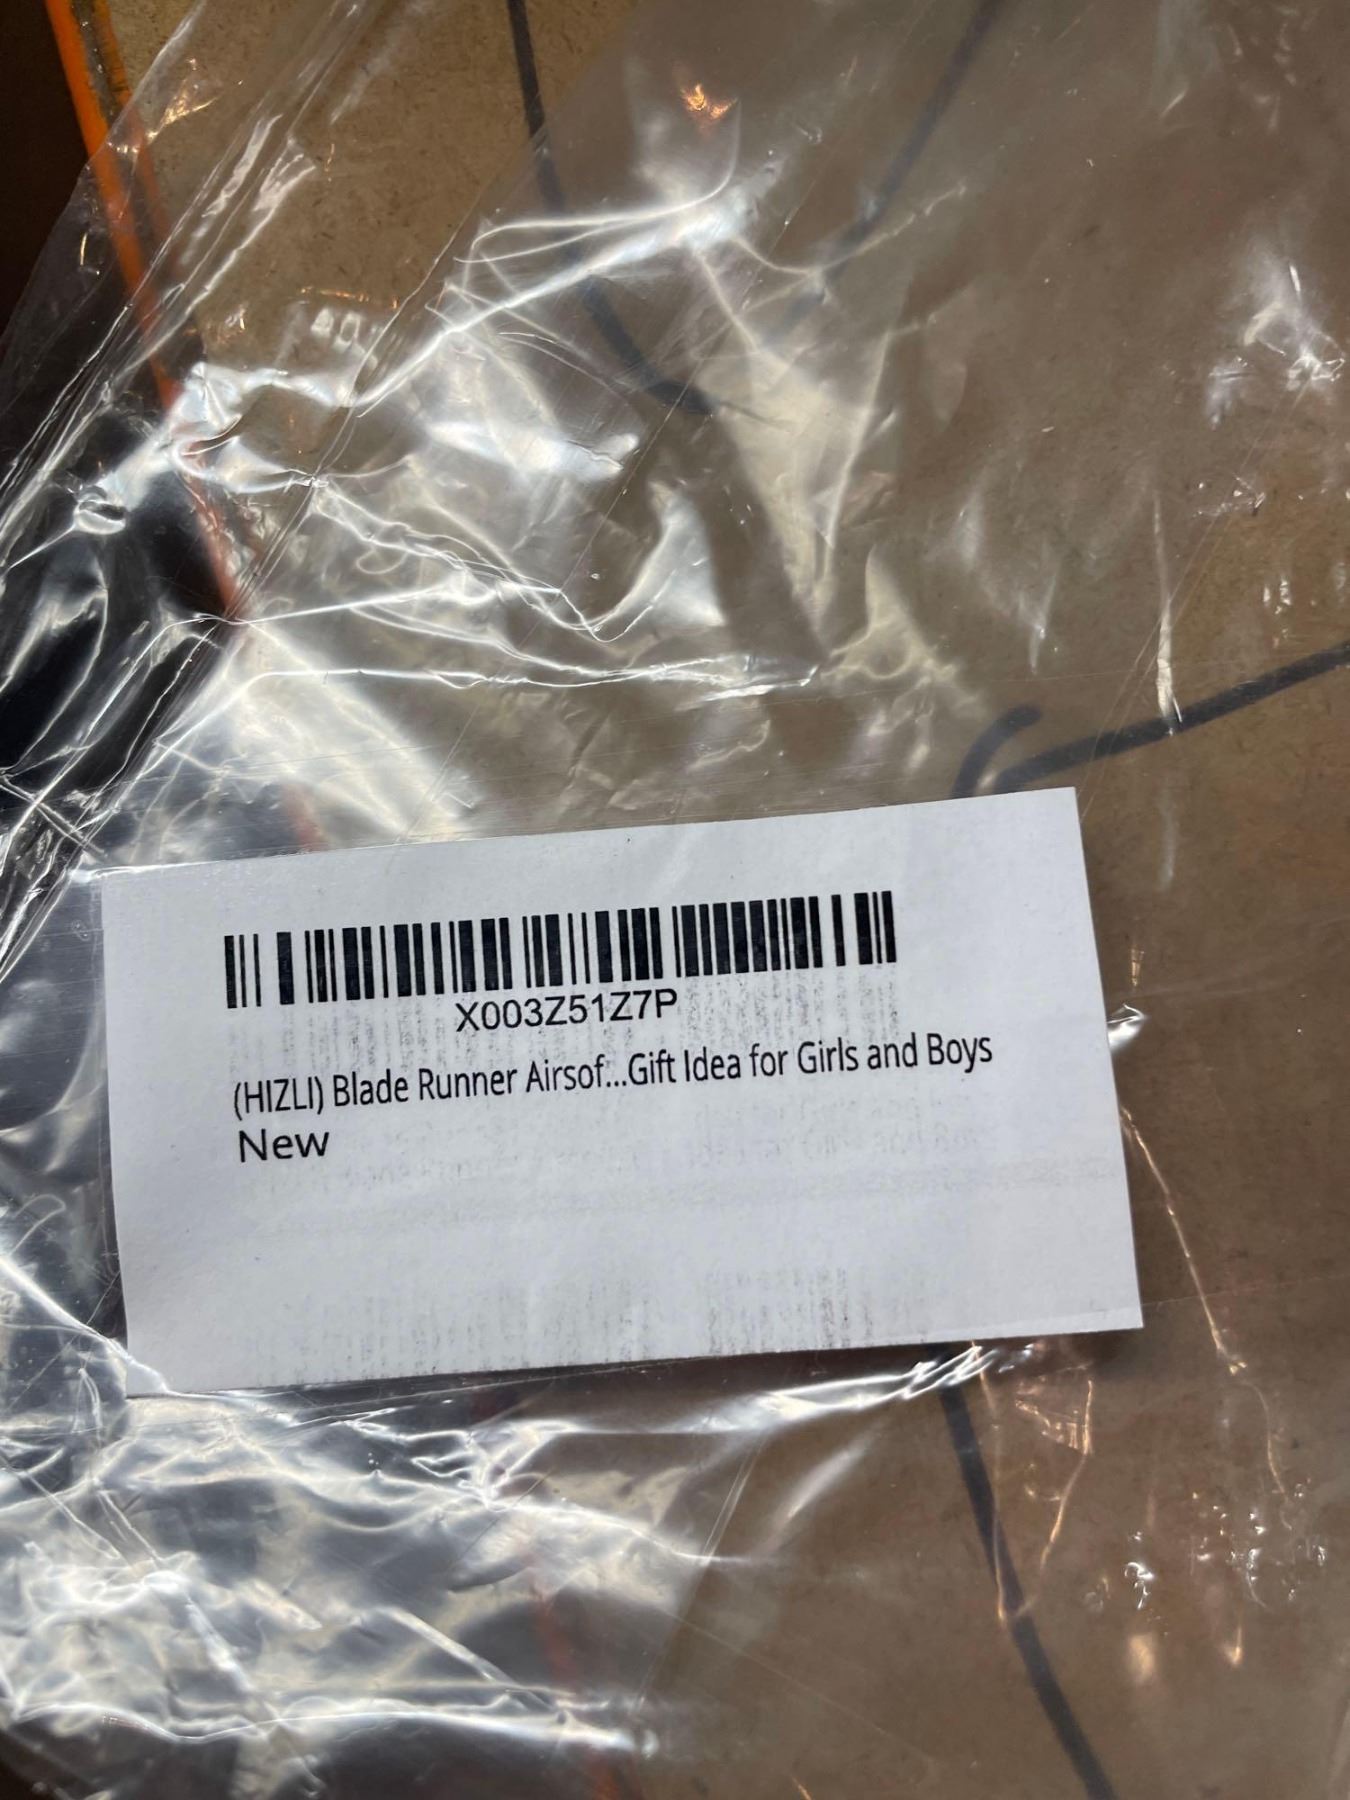 X003Z51Z7P
(HIZLI) Blade Runner Airsof...Gift Idea for Girls and Boys
New